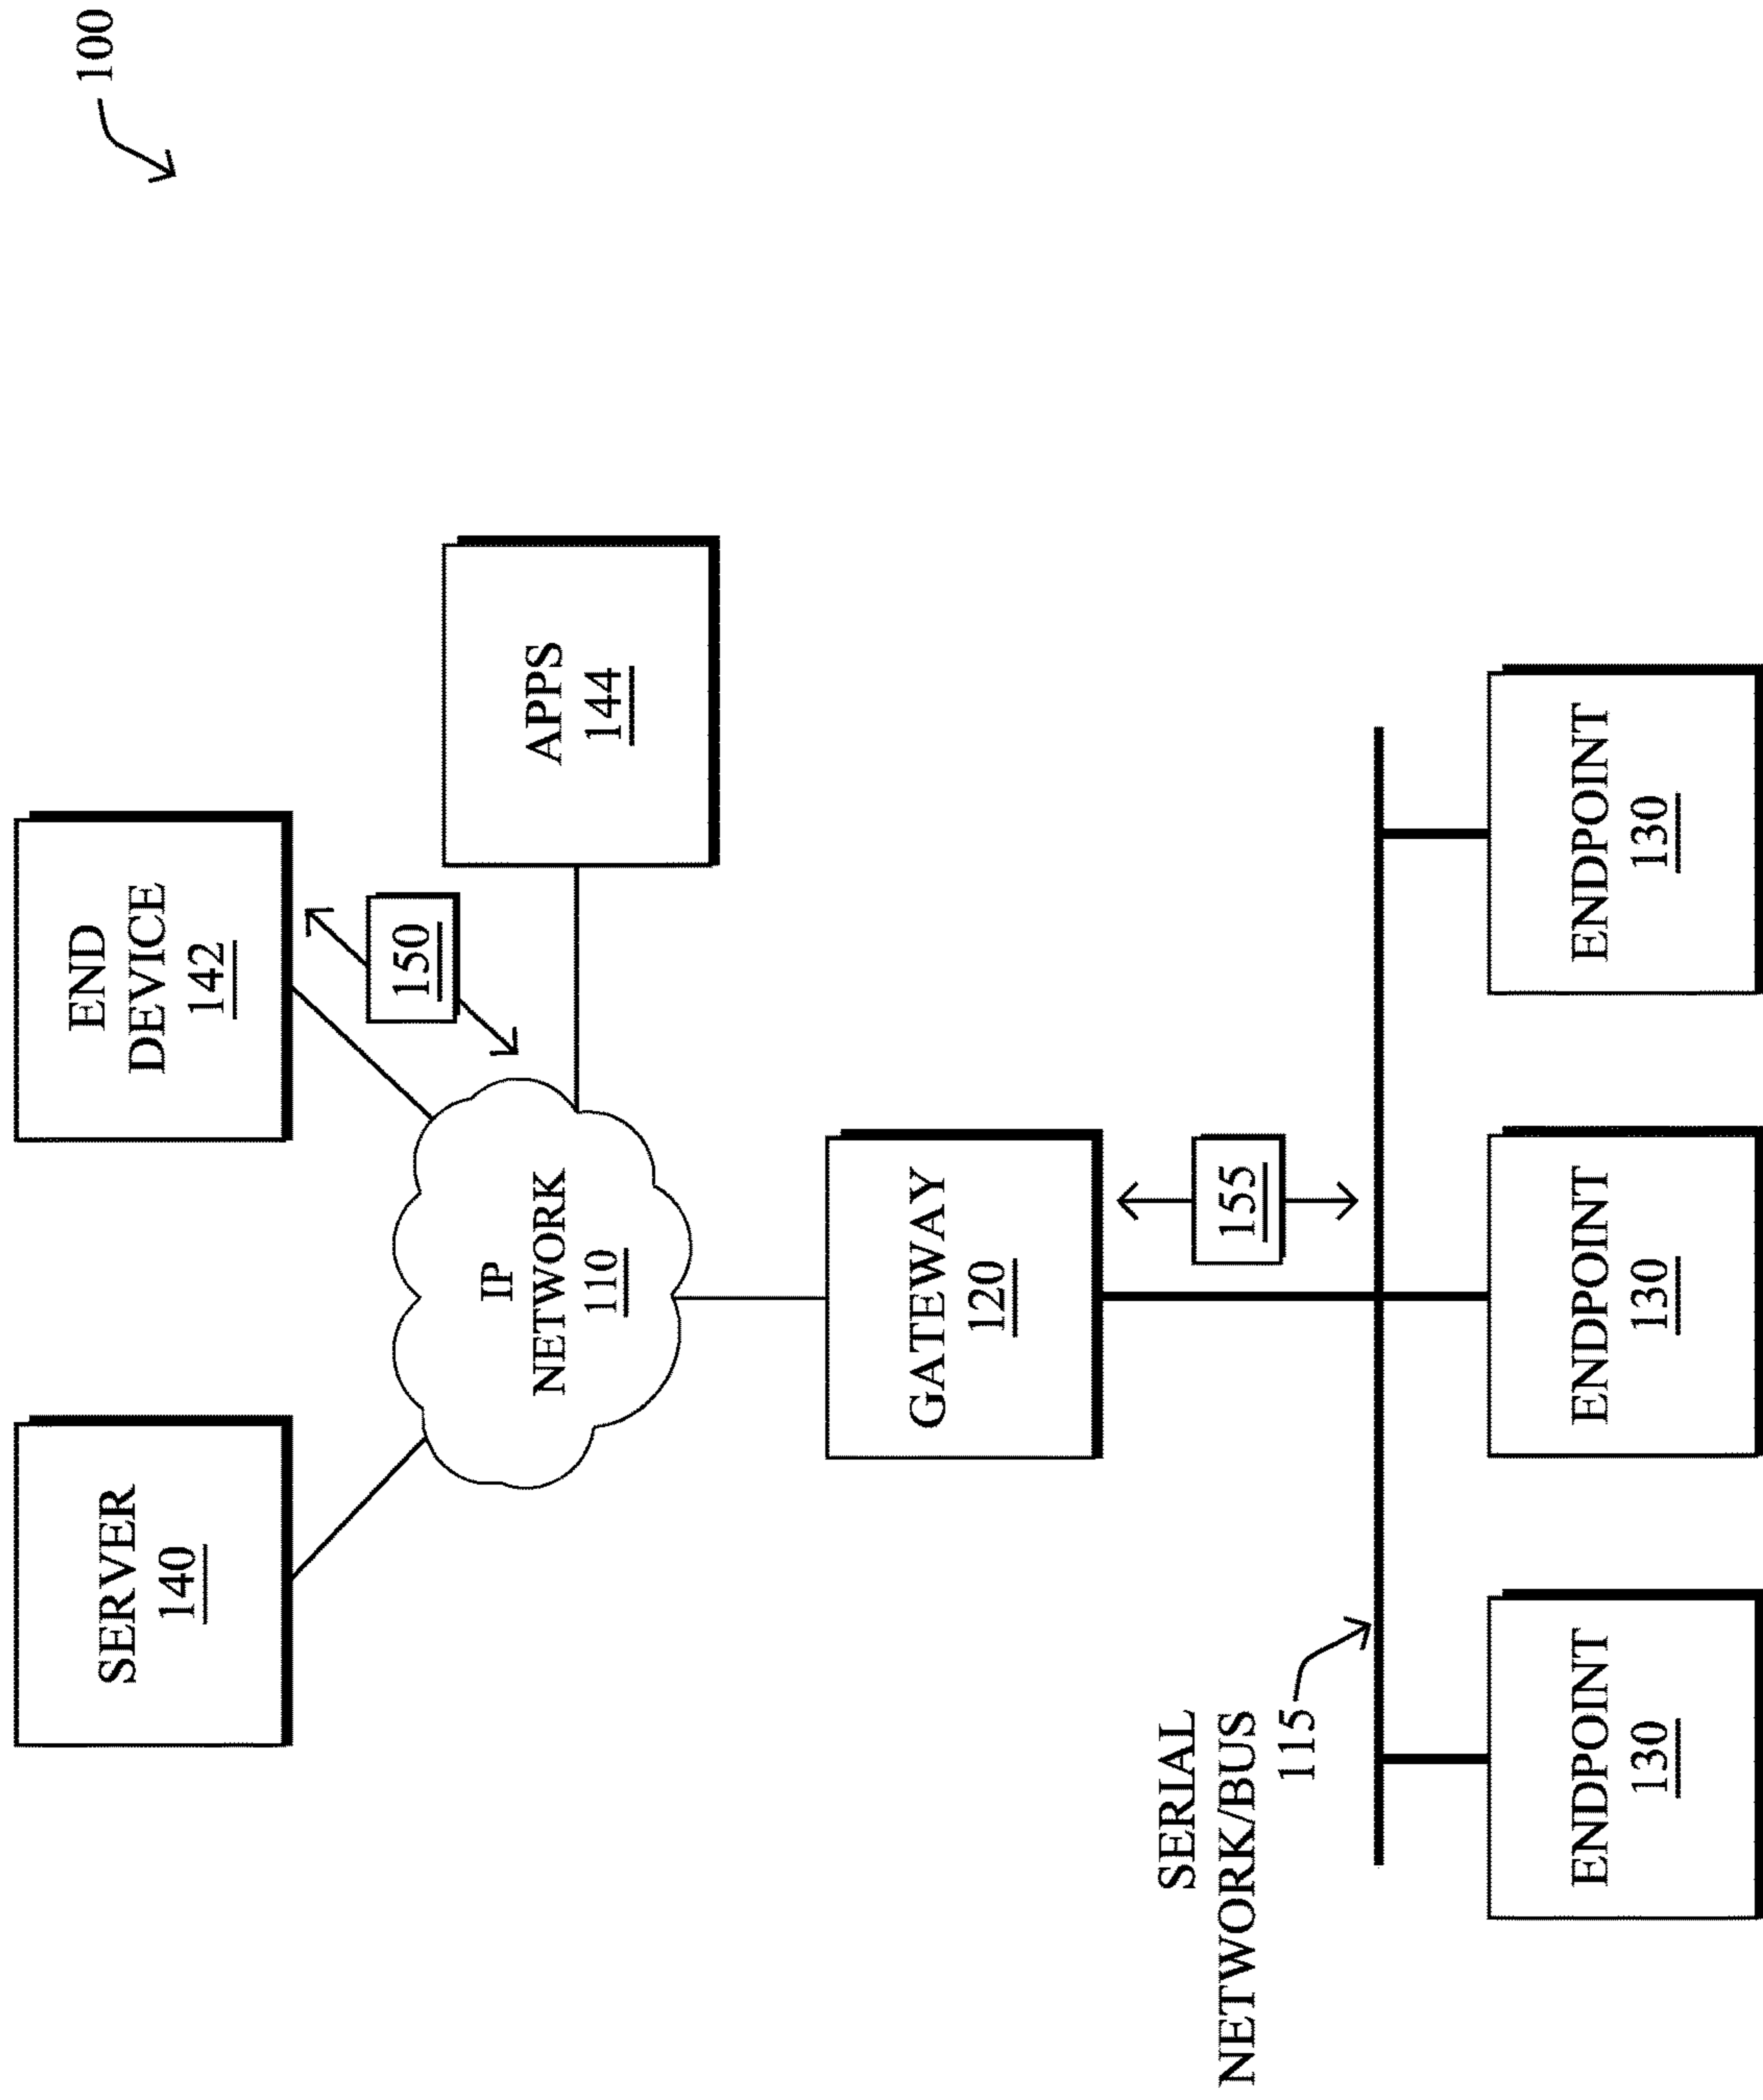 100
SERVER
140
END
DEVICE
142
150
APPS
144
IP
NETWORK
110
GATEWAY
120
155
SERIAL
NETWORK/BUS
115
ENDPOINT
130
ENDPOINT
130
ENDPOINT
130